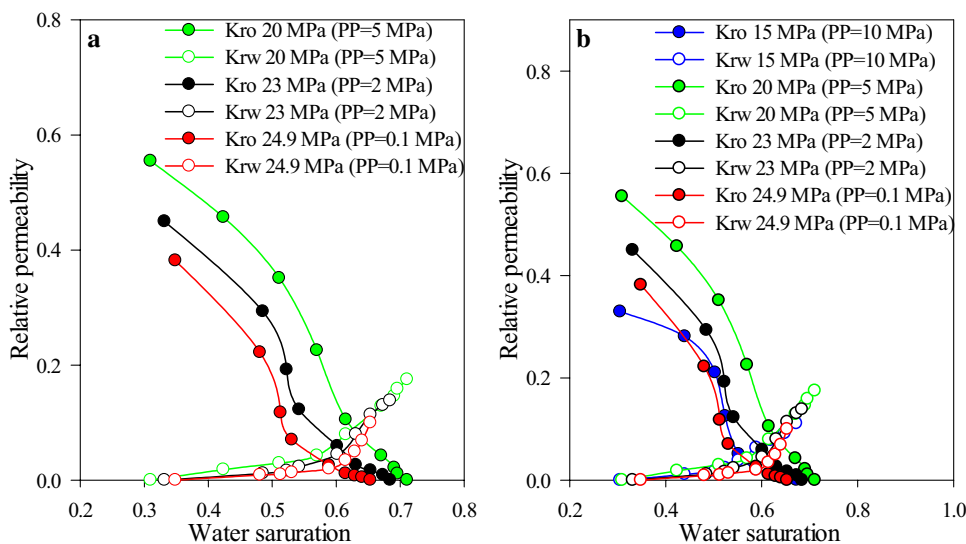 a
Kro 20 MPa (PP=5 MPa)
Krw 20 MPa (PP=5 MPa)
Kro 23 MPa (PP=2 MPa)
Krw 23 MPa (PP=2 MPa)
Kro 24.9 MPa (PP=0.1 MPa)
Krw 24.9 MPa (PP=0.1 MPa)
Relative permeability
0.8
0.6
0.4
0.2
0.0
0.2 0.3 0.4 0.5 0.6 0.7 0.8
Water saruration
b
Kro 15 MPa (PP=10 MPa)
Krw 15 MPa (PP=10 MPa)
Kro 20 MPa (PP=5 MPa)
Krw 20 MPa (PP=5 MPa)
Kro 23 MPa (PP=2 MPa)
Krw 23 MPa (PP=2 MPa)
Kro 24.9 MPa (PP=0.1 MPa)
Krw 24.9 MPa (PP=0.1 MPa)
Relative permeability
0.8
0.6
0.4
0.2
0.0
0.2 0.4 0.6 0.8 1.0
Water saturation